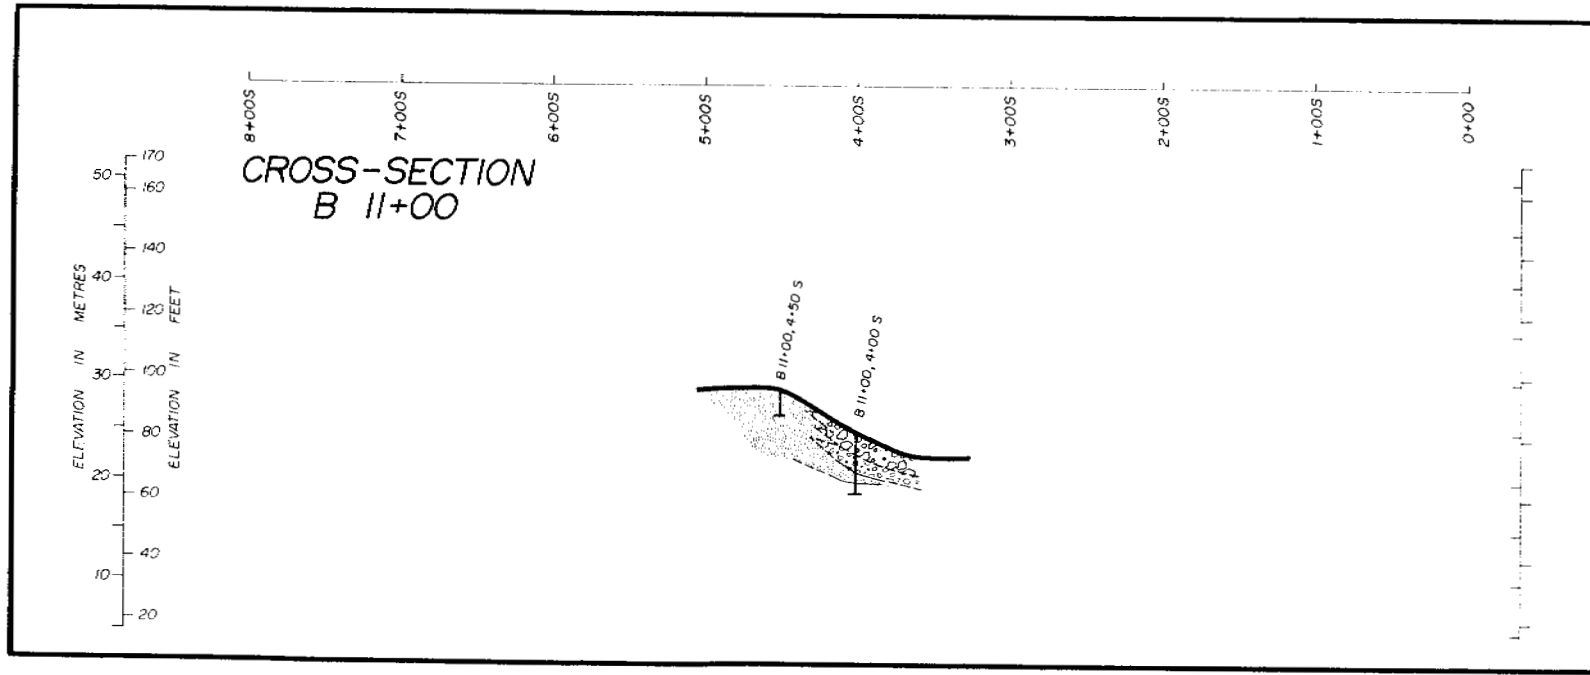 8+00S
7+00S
6+00S
5+00S
4+00S
3+00S
2+00S
1+00S
0+00
CROSS-SECTION
B 11+00
ELEVATION IN METRES
50
40
30
20
10
170
160
140
120
100
80
60
40
20
ELEVATION IN FEET
B 11+00, 4+50 S
B 11+00, 4+00 S